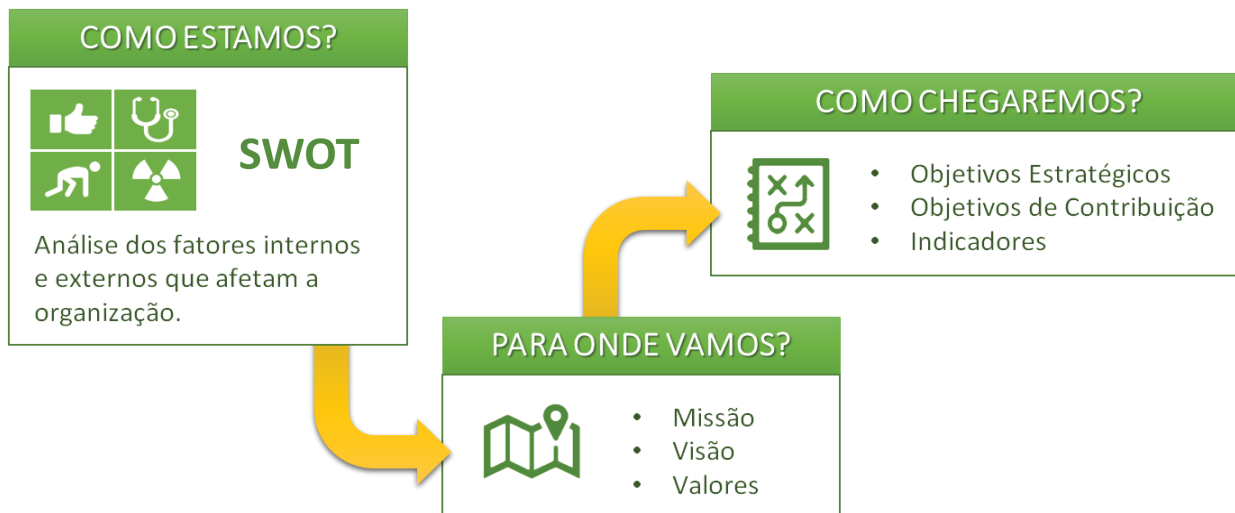 COMO ESTAMOS?
SWOT
Análise dos fatores internos
e externos que afetam a
organização.
PARA ONDE VAMOS?
• Missão
• Visão
• Valores
COMO CHEGAREMOS?
• Objetivos Estratégicos
• Objetivos de Contribuição
• Indicadores